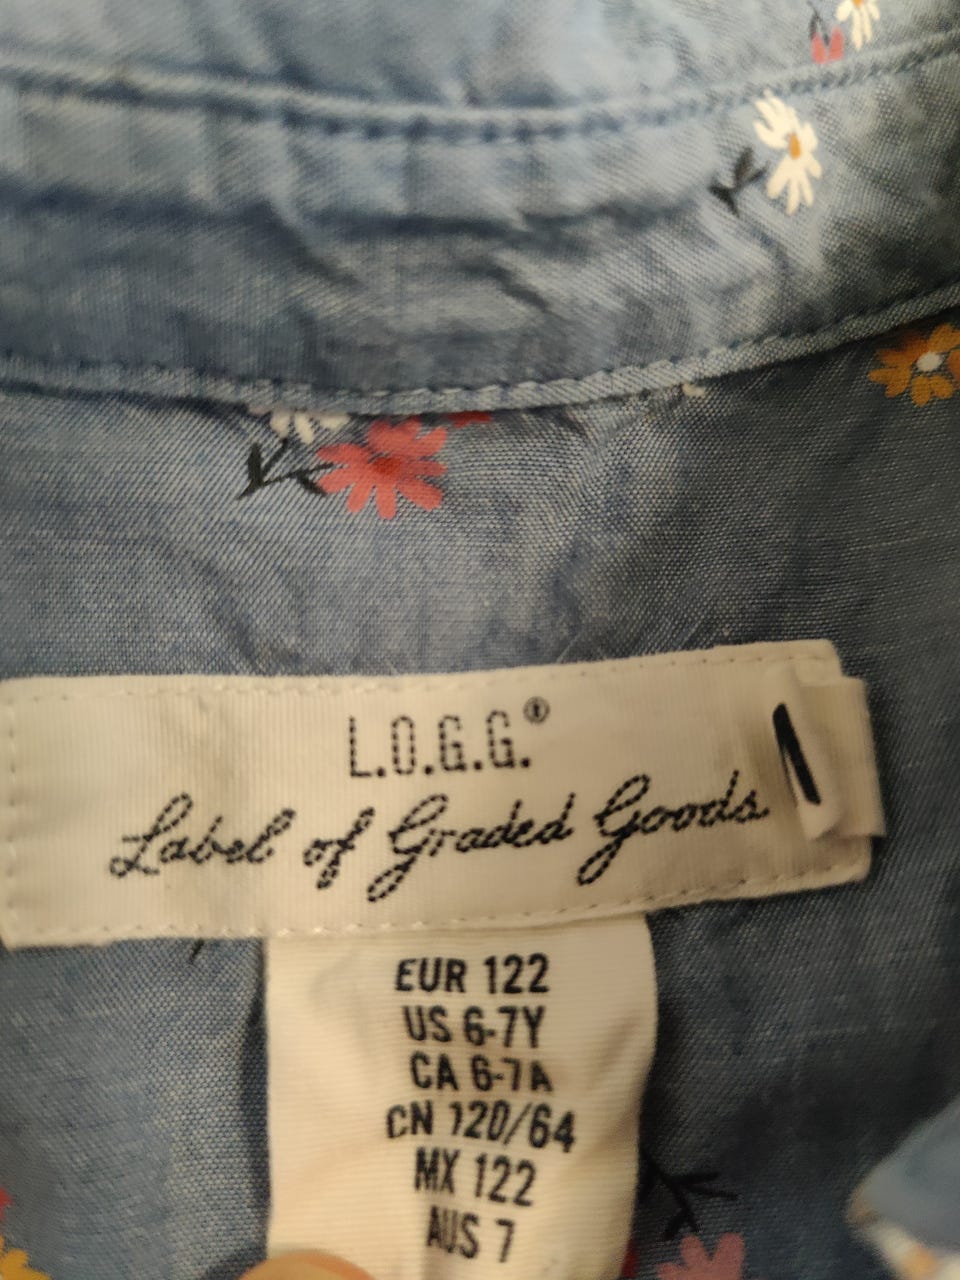 L.O.G.G.®
Label of Graded Goods
EUR 122
US 6-7Y
CA 6-7A
CN 120/64
MX 122
AUS 7